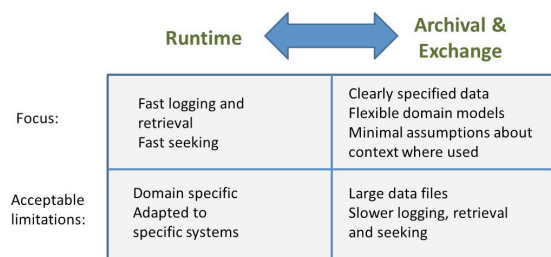 Runtime
Archival &
Exchange
Focus:
Fast logging and
retrieval
Fast seeking
Clearly specified data
Flexible domain models
Minimal assumptions about
context where used
Acceptable
limitations:
Domain specific
Adapted to
specific systems
Large data files
Slower logging, retrieval
and seeking